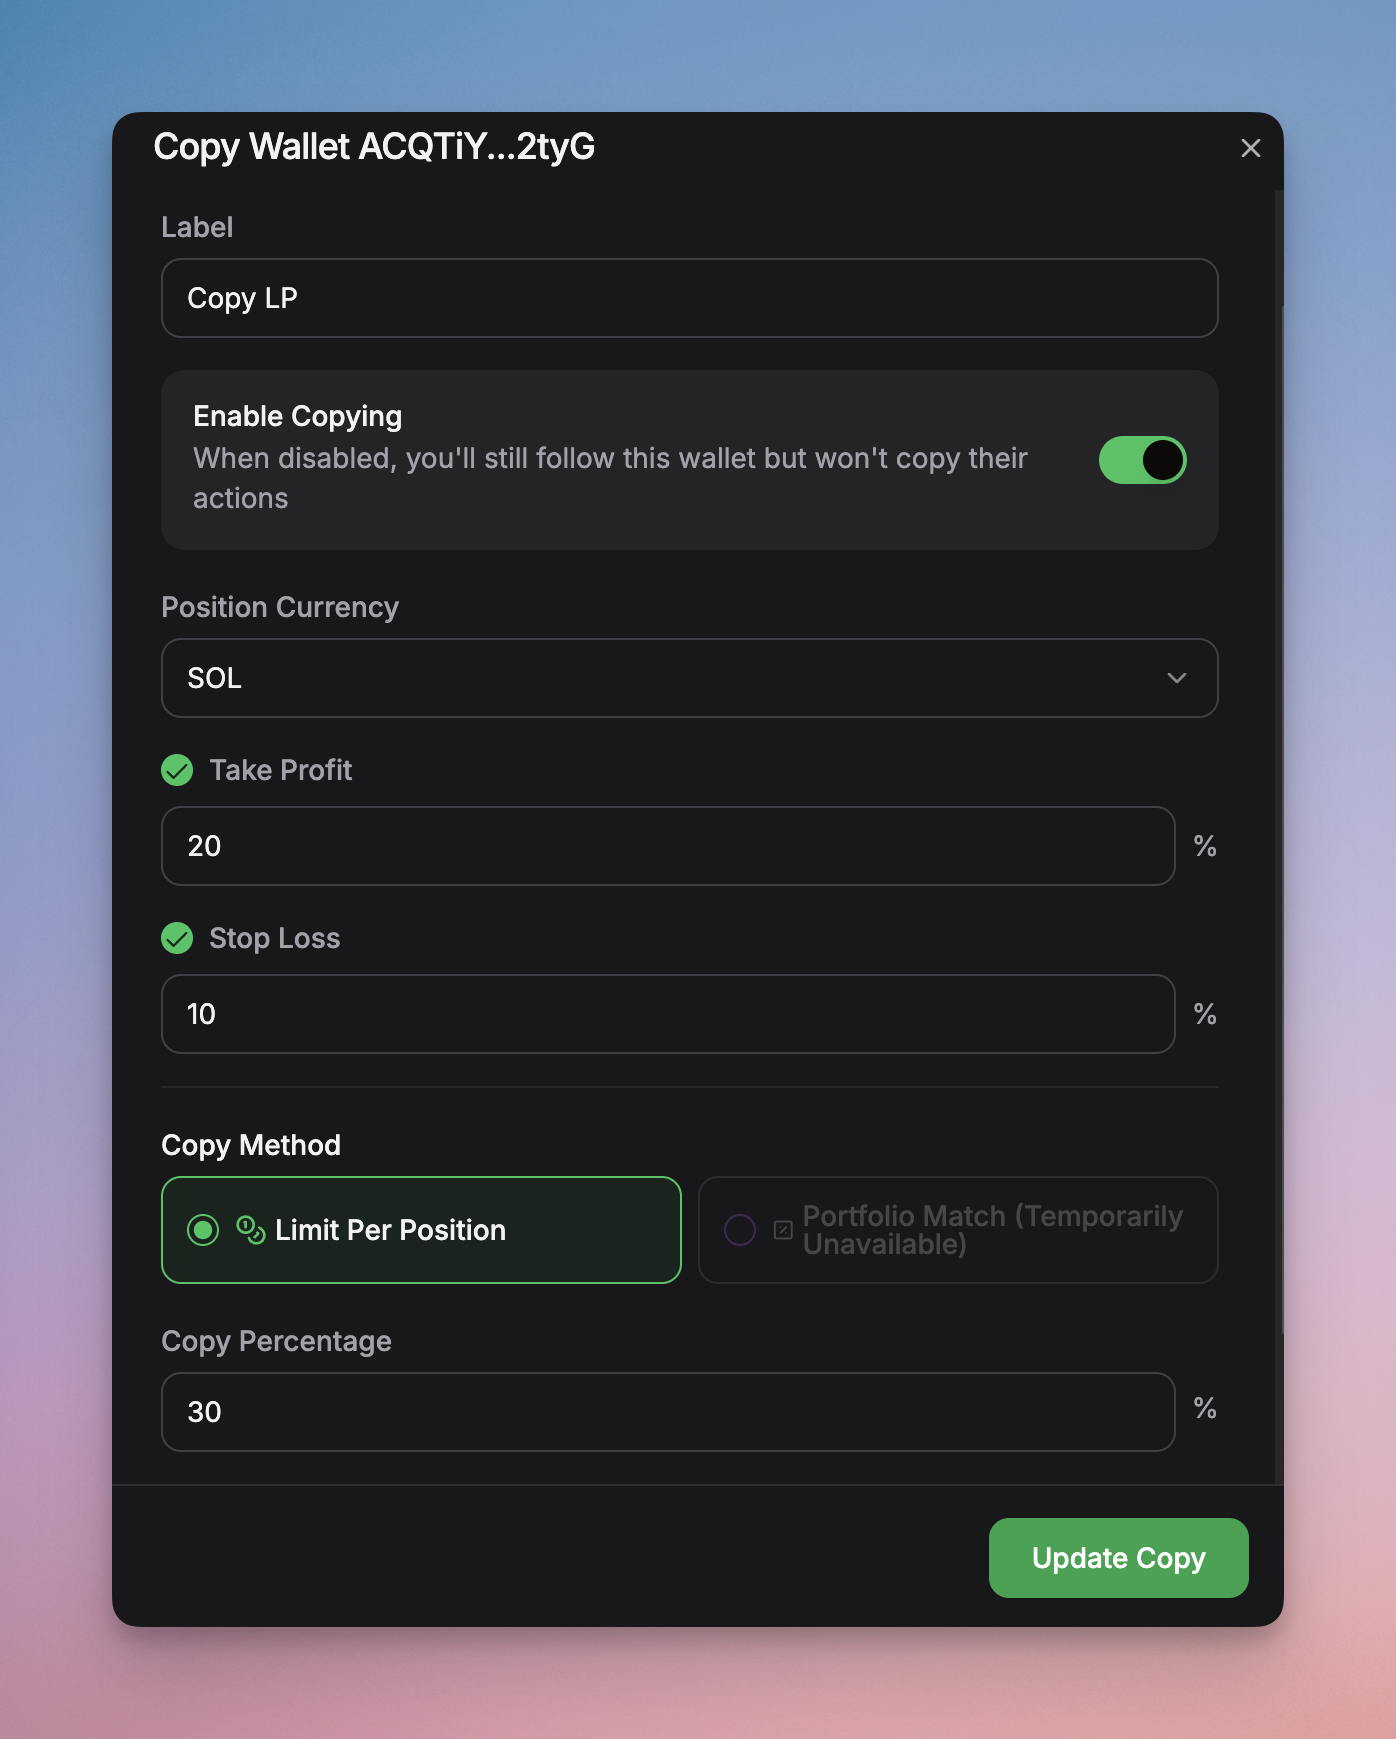 Copy Wallet ACQTiY...2tyG
Label
Copy LP
Enable Copying
When disabled, you'll still follow this wallet but won't copy their
actions
Position Currency
SOL
Take Profit
20
%
Stop Loss
10
%
Copy Method
Limit Per Position
Portfolio Match (Temporarily
Unavailable)
Copy Percentage
30
%
Update Copy